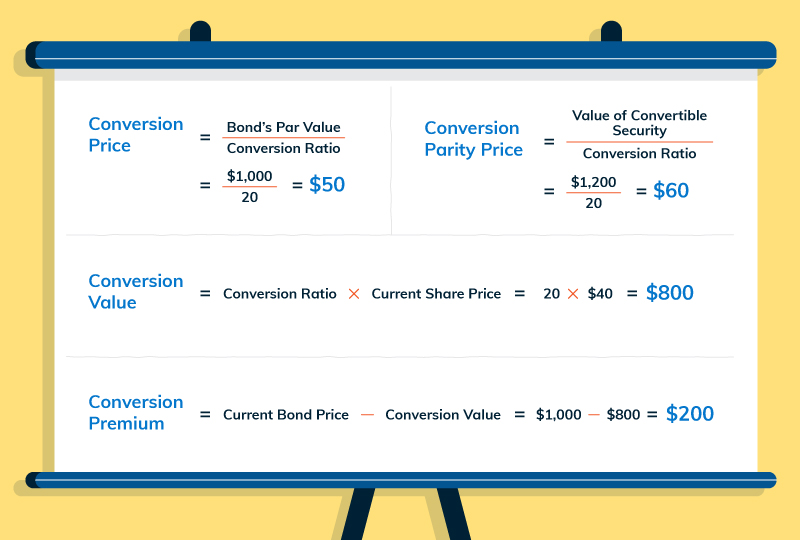 Conversion
Price
= Bond's Par Value
Conversion Ratio
= $1,000
20
= $50
Conversion
Parity Price
= Value of Convertible
Security
Conversion Ratio
= $1,200
20
= $60
Conversion
Value
= Conversion Ratio × Current Share Price = 20 × $40 = $800
Conversion
Premium
= Current Bond Price − Conversion Value = $1,000 − $800 = $200